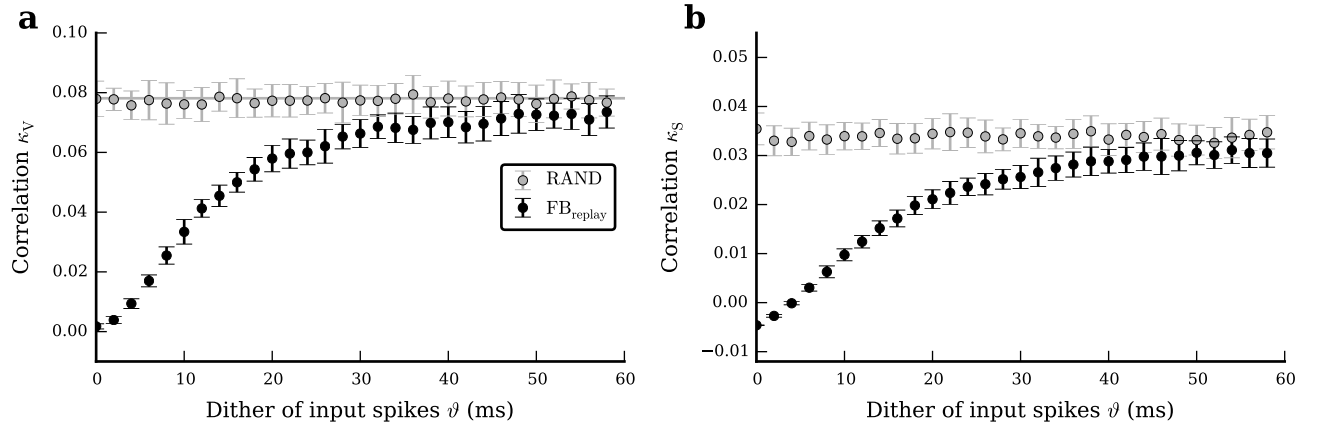 a
0.10
0.08
0.06
0.04
0.02
0.00
Correlation κV
RAND
FBreplay
0 10 20 30 40 50 60
Dither of input spikes ϑ (ms)
b
0.05
0.04
0.03
0.02
0.01
0.00
−0.01
Correlation κS
0 10 20 30 40 50 60
Dither of input spikes ϑ (ms)